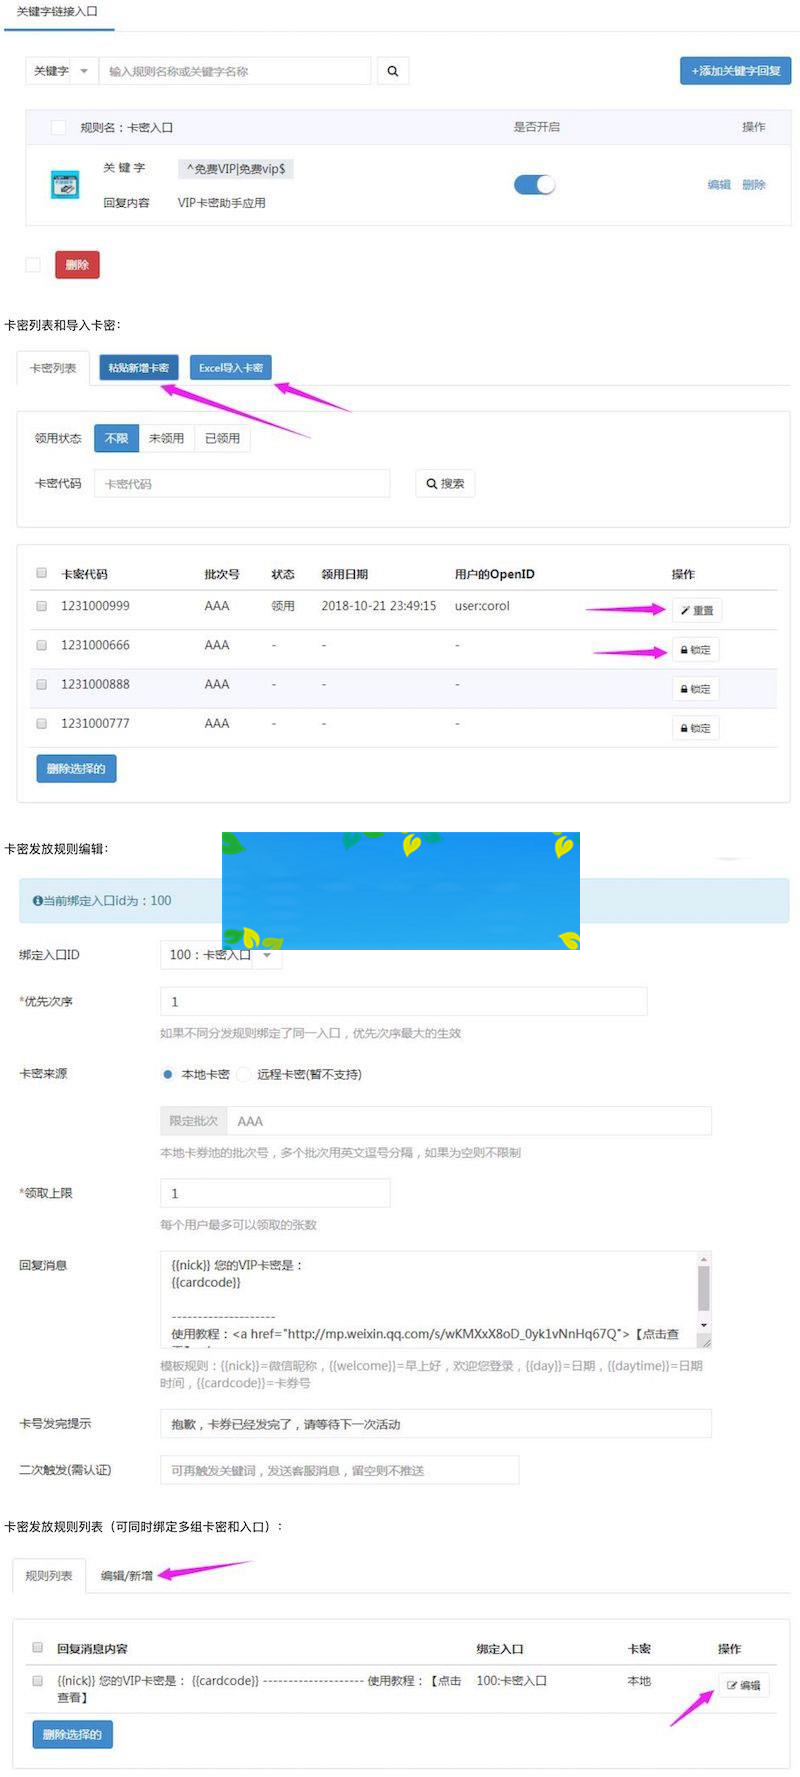 关键字链接入口
关键字 输入规则名称或关键字名称 +添加关键字回复
规则名：卡密入口 是否开启 操作
关 键 字 ^免费VIP|免费vip$
编辑 删除
回复内容 VIP卡密助手应用
删除
卡密列表和导入卡密：
卡密列表 粘贴新增卡密 Excel导入卡密
领用状态 不限 未领用 已领用
卡密代码 卡密代码 搜索
卡密代码 批次号 状态 领用日期 用户的OpenID 操作
1231000999 AAA 领用 2018-10-21 23:49:15 user:corol 重置
1231000666 AAA - - - 锁定
1231000888 AAA - - - 锁定
1231000777 AAA - - - 锁定
删除选择的
卡密发放规则编辑：
当前绑定入口id为：100
绑定入口ID 100：卡密入口
*优先次序 1
如果不同分发规则绑定了同一入口，优先次序最大的生效
卡密来源 本地卡密 远程卡密(暂不支持)
限定批次 AAA
本地卡券池的批次号，多个批次用英文逗号分隔，如果为空则不限制
*领取上限 1
每个用户最多可以领取的张数
回复消息 {{nick}} 您的VIP卡密是：
{{cardcode}}
--------------------
使用教程：<a href="http://mp.weixin.qq.com/s/wKMXxX8oD_0yk1vNnHq67Q">【点击查
模板规则：{{nick}}=微信昵称，{{welcome}}=早上好，欢迎您登录，{{day}}=日期，{{daytime}}=日期
时间，{{cardcode}}=卡券号
卡号发完提示 抱歉，卡券已经发完了，请等待下一次活动
二次触发(需认证) 可再触发关键词，发送客服消息，留空则不推送
卡密发放规则列表（可同时绑定多组卡密和入口）：
规则列表 编辑/新增
回复消息内容 绑定入口 卡密 操作
{{nick}} 您的VIP卡密是： {{cardcode}} -------------------- 使用教程：【点击 100:卡密入口 本地 编辑
查看】
删除选择的